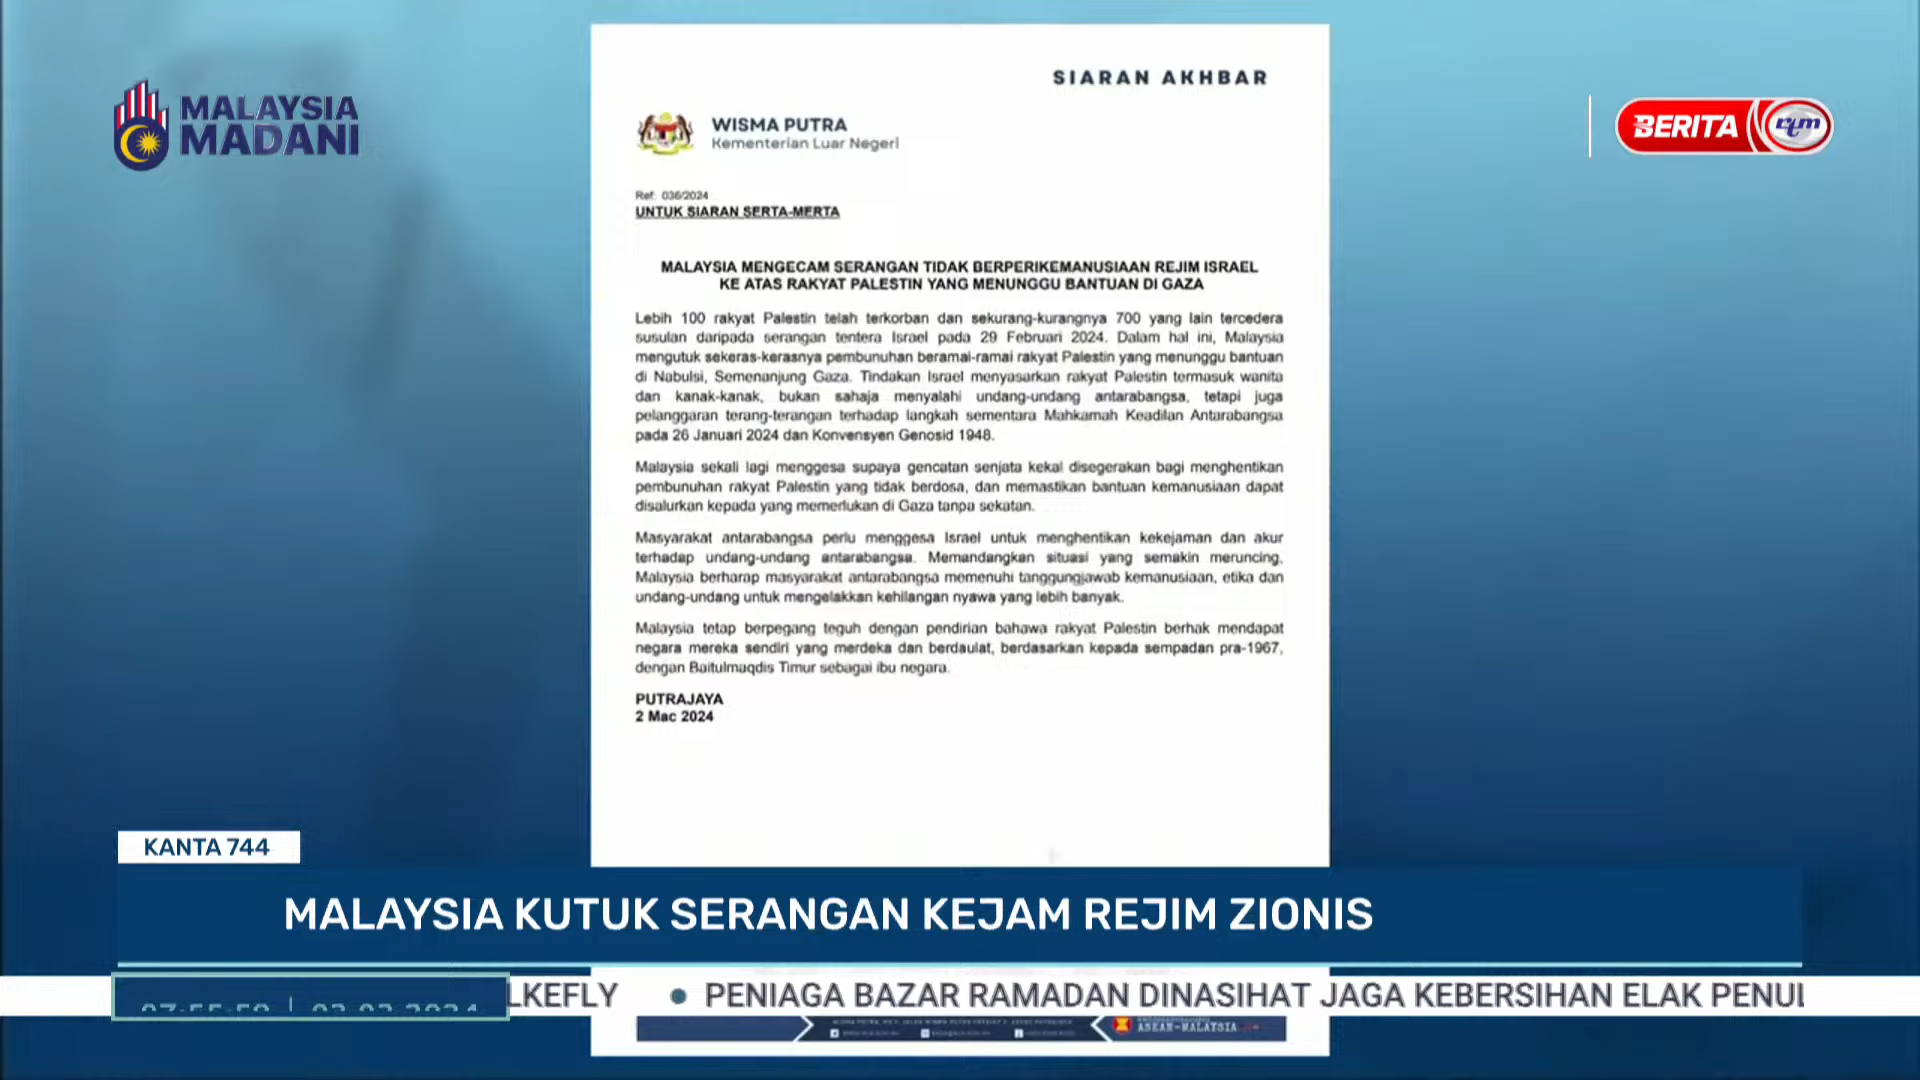 SIARAN AKHBAR
MALAYSIA
MADANI
BERITA rtm
WISMA PUTRA
Kementerian Luar Negeri
Ref: 036/2024
UNTUK SIARAN SERTA-MERTA
MALAYSIA MENGECAM SERANGAN TIDAK BERPERIKEMANUSIAAN REJIM ISRAEL
KE ATAS RAKYAT PALESTIN YANG MENUNGGU BANTUAN DI GAZA
Lebih 100 rakyat Palestin telah terkorban dan sekurang-kurangnya 700 yang lain tercedera
susulan daripada serangan tentera Israel pada 29 Februari 2024. Dalam hal ini, Malaysia
mengutuk sekeras-kerasnya pembunuhan beramai-ramai rakyat Palestin yang menunggu bantuan
di Nabulsi, Semenanjung Gaza. Tindakan Israel menyasarkan rakyat Palestin termasuk wanita
dan kanak-kanak, bukan sahaja menyalahi undang-undang antarabangsa, tetapi juga
pelanggaran terang-terangan terhadap langkah sementara Mahkamah Keadilan Antarabangsa
pada 26 Januari 2024 dan Konvensyen Genosid 1948.
Malaysia sekali lagi menggesa supaya gencatan senjata kekal disegerakan bagi menghentikan
pembunuhan rakyat Palestin yang tidak berdosa, dan memastikan bantuan kemanusiaan dapat
disalurkan kepada yang memerlukan di Gaza tanpa sekatan.
Masyarakat antarabangsa perlu menggesa Israel untuk menghentikan kekejaman dan akur
terhadap undang-undang antarabangsa. Memandangkan situasi yang semakin meruncing,
Malaysia berharap masyarakat antarabangsa memenuhi tanggungjawab kemanusiaan, etika dan
undang-undang untuk mengelakkan kehilangan nyawa yang lebih banyak.
Malaysia tetap berpegang teguh dengan pendirian bahawa rakyat Palestin berhak mendapat
negara mereka sendiri yang merdeka dan berdaulat, berdasarkan kepada sempadan pra-1967,
dengan Baitulmaqdis Timur sebagai ibu negara.
PUTRAJAYA
2 Mac 2024
KANTA 744
MALAYSIA KUTUK SERANGAN KEJAM REJIM ZIONIS
LKEFLY • PENIAGA BAZAR RAMADAN DINASIHAT JAGA KEBERSIHAN ELAK PENUL
ASEAN-MALAYSIA